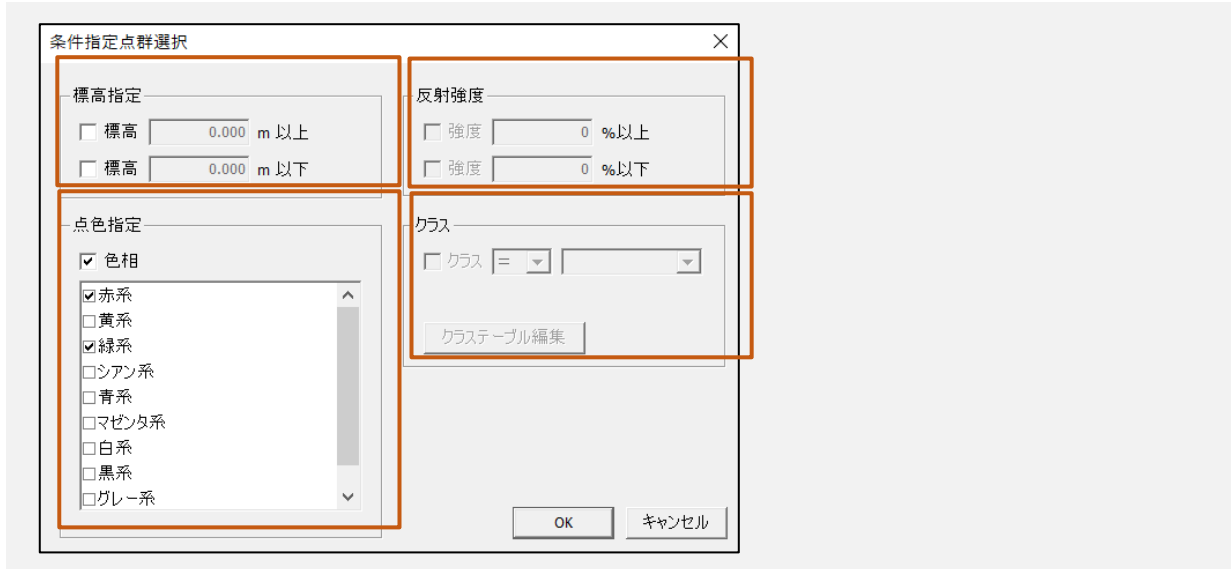 条件指定点群選択
標高指定
標高 0.000 m 以上
標高 0.000 m 以下
反射強度
強度 0 %以上
強度 0 %以下
点色指定
色相
赤系
黄系
緑系
シアン系
青系
マゼンタ系
白系
黒系
グレー系
クラス
クラス =
クラステーブル編集
OK
キャンセル